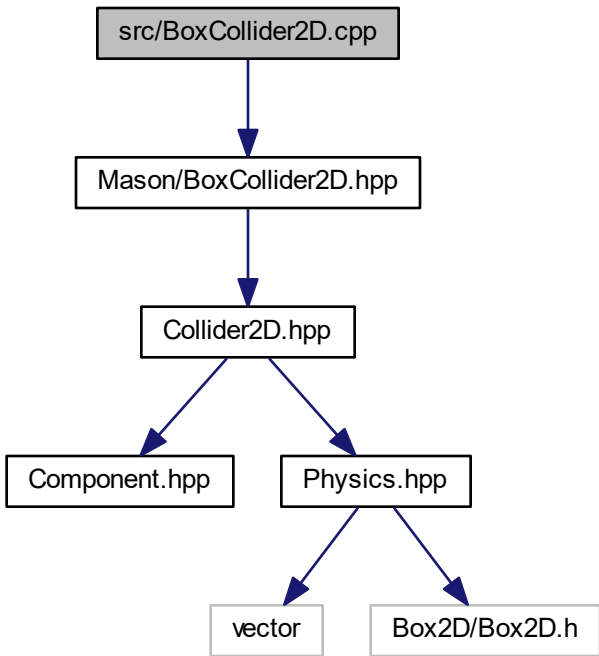 src/BoxCollider2D.cpp
Mason/BoxCollider2D.hpp
Collider2D.hpp
Component.hpp
Physics.hpp
vector
Box2D/Box2D.h